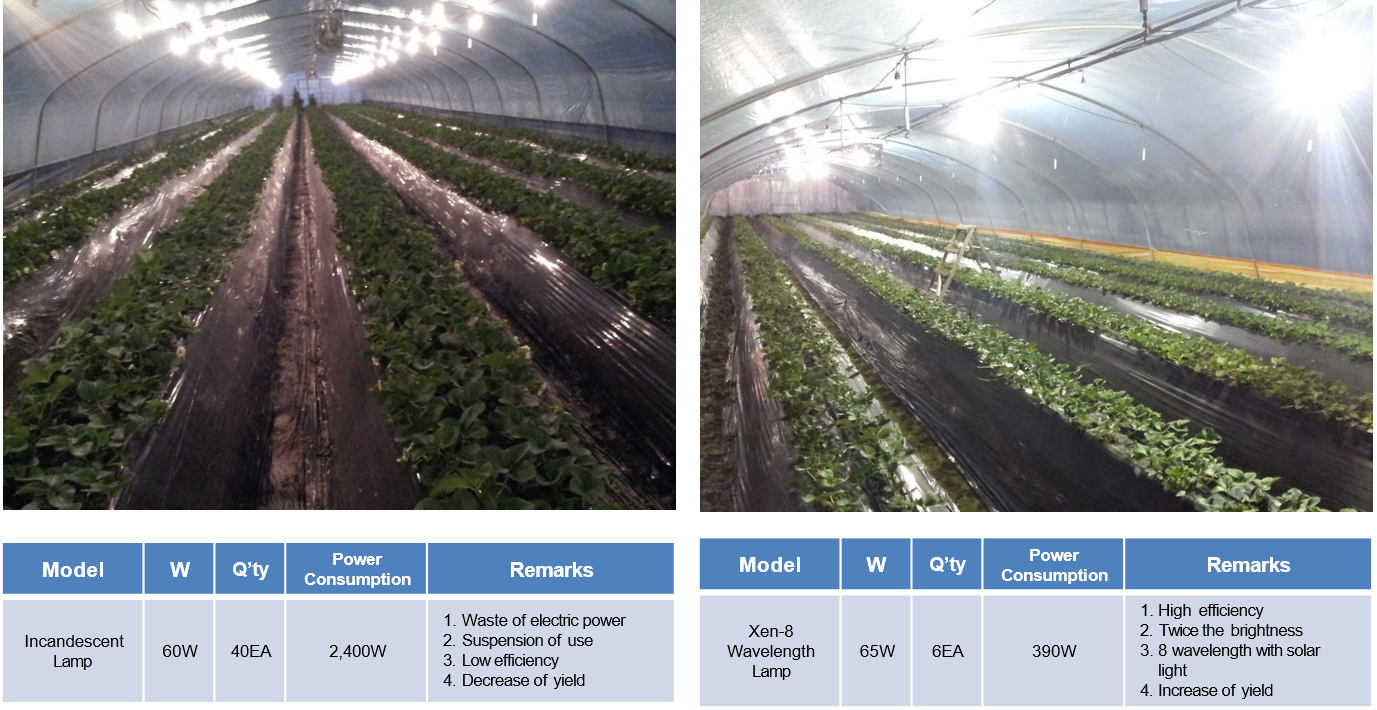 Model W Q'ty Power Consumption Remarks
Incandescent Lamp 60W 40EA 2,400W
1. Waste of electric power
2. Suspension of use
3. Low efficiency
4. Decrease of yield
Model W Q'ty Power Consumption Remarks
Xen-8 Wavelength Lamp 65W 6EA 390W
1. High efficiency
2. Twice the brightness
3. 8 wavelength with solar
light
4. Increase of yield